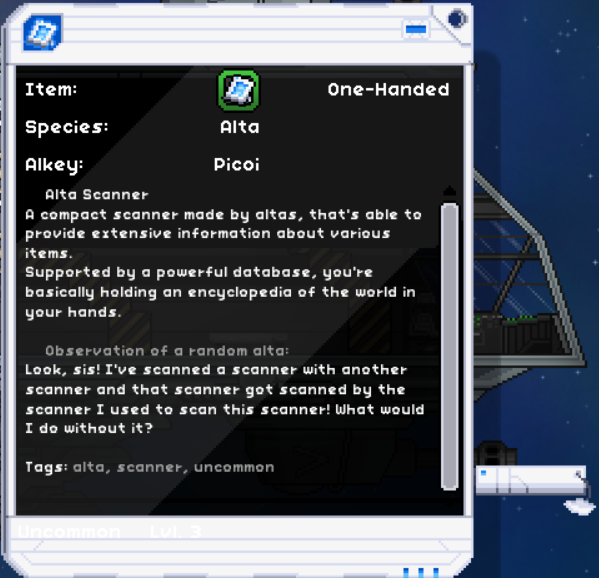 Item: One-Handed
Species: Alta
Alkey: Picoi
Alta Scanner
A compact scanner made by altas, that's able to
provide extensive information about various
items.
Supported by a powerful database, you're
basically holding an encyclopedia of the world in
your hands.
Observation of a random alta:
Look, sis! I've scanned a scanner with another
scanner and that scanner got scanned by the
scanner I used to scan this scanner! What would
I do without it?
Tags: alta, scanner, uncommon
Uncommon Lvl. 3